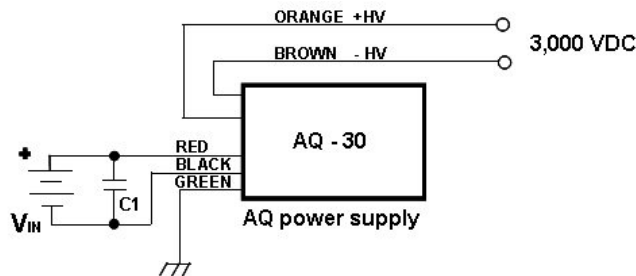 ORANGE +HV
3,000 VDC
BROWN - HV
AQ - 30
RED
BLACK
GREEN
+
C1
VIN
AQ power supply